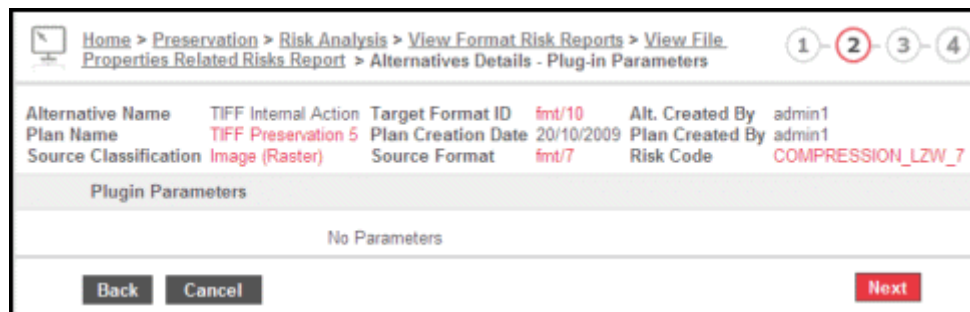 Home > Preservation > Risk Analysis > View Format Risk Reports > View File
Properties Related Risks Report > Alternatives Details - Plug-in Parameters
1 2 3 4
Alternative Name TIFF Internal Action Target Format ID fmt/10 Alt. Created By admin1
Plan Name TIFF Preservation 5 Plan Creation Date 20/10/2009 Plan Created By admin1
Source Classification Image (Raster) Source Format fmt/7 Risk Code COMPRESSION_LZW_7
Plugin Parameters
No Parameters
Back Cancel Next